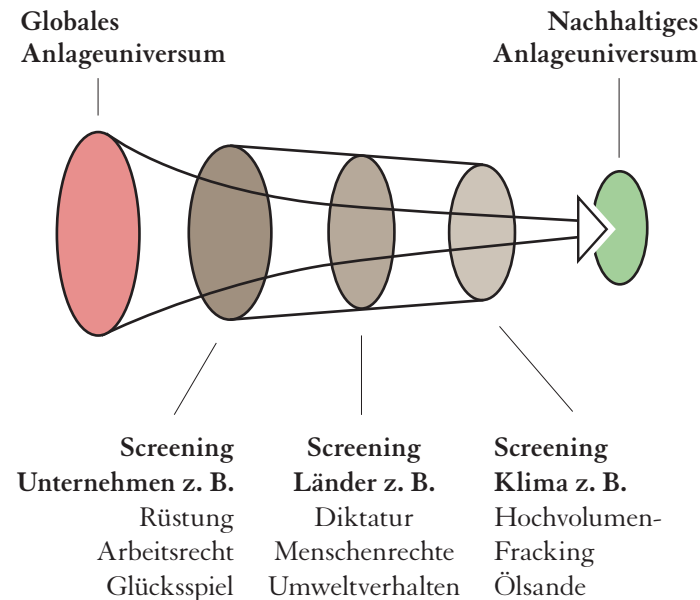 Globales
Anlageuniversum
Nachhaltiges
Anlageuniversum
Screening
Unternehmen z. B.
Rüstung
Arbeitsrecht
Glücksspiel
Screening
Länder z. B.
Diktatur
Menschenrechte
Umweltverhalten
Screening
Klima z. B.
Hochvolumen-
Fracking
Ölsande